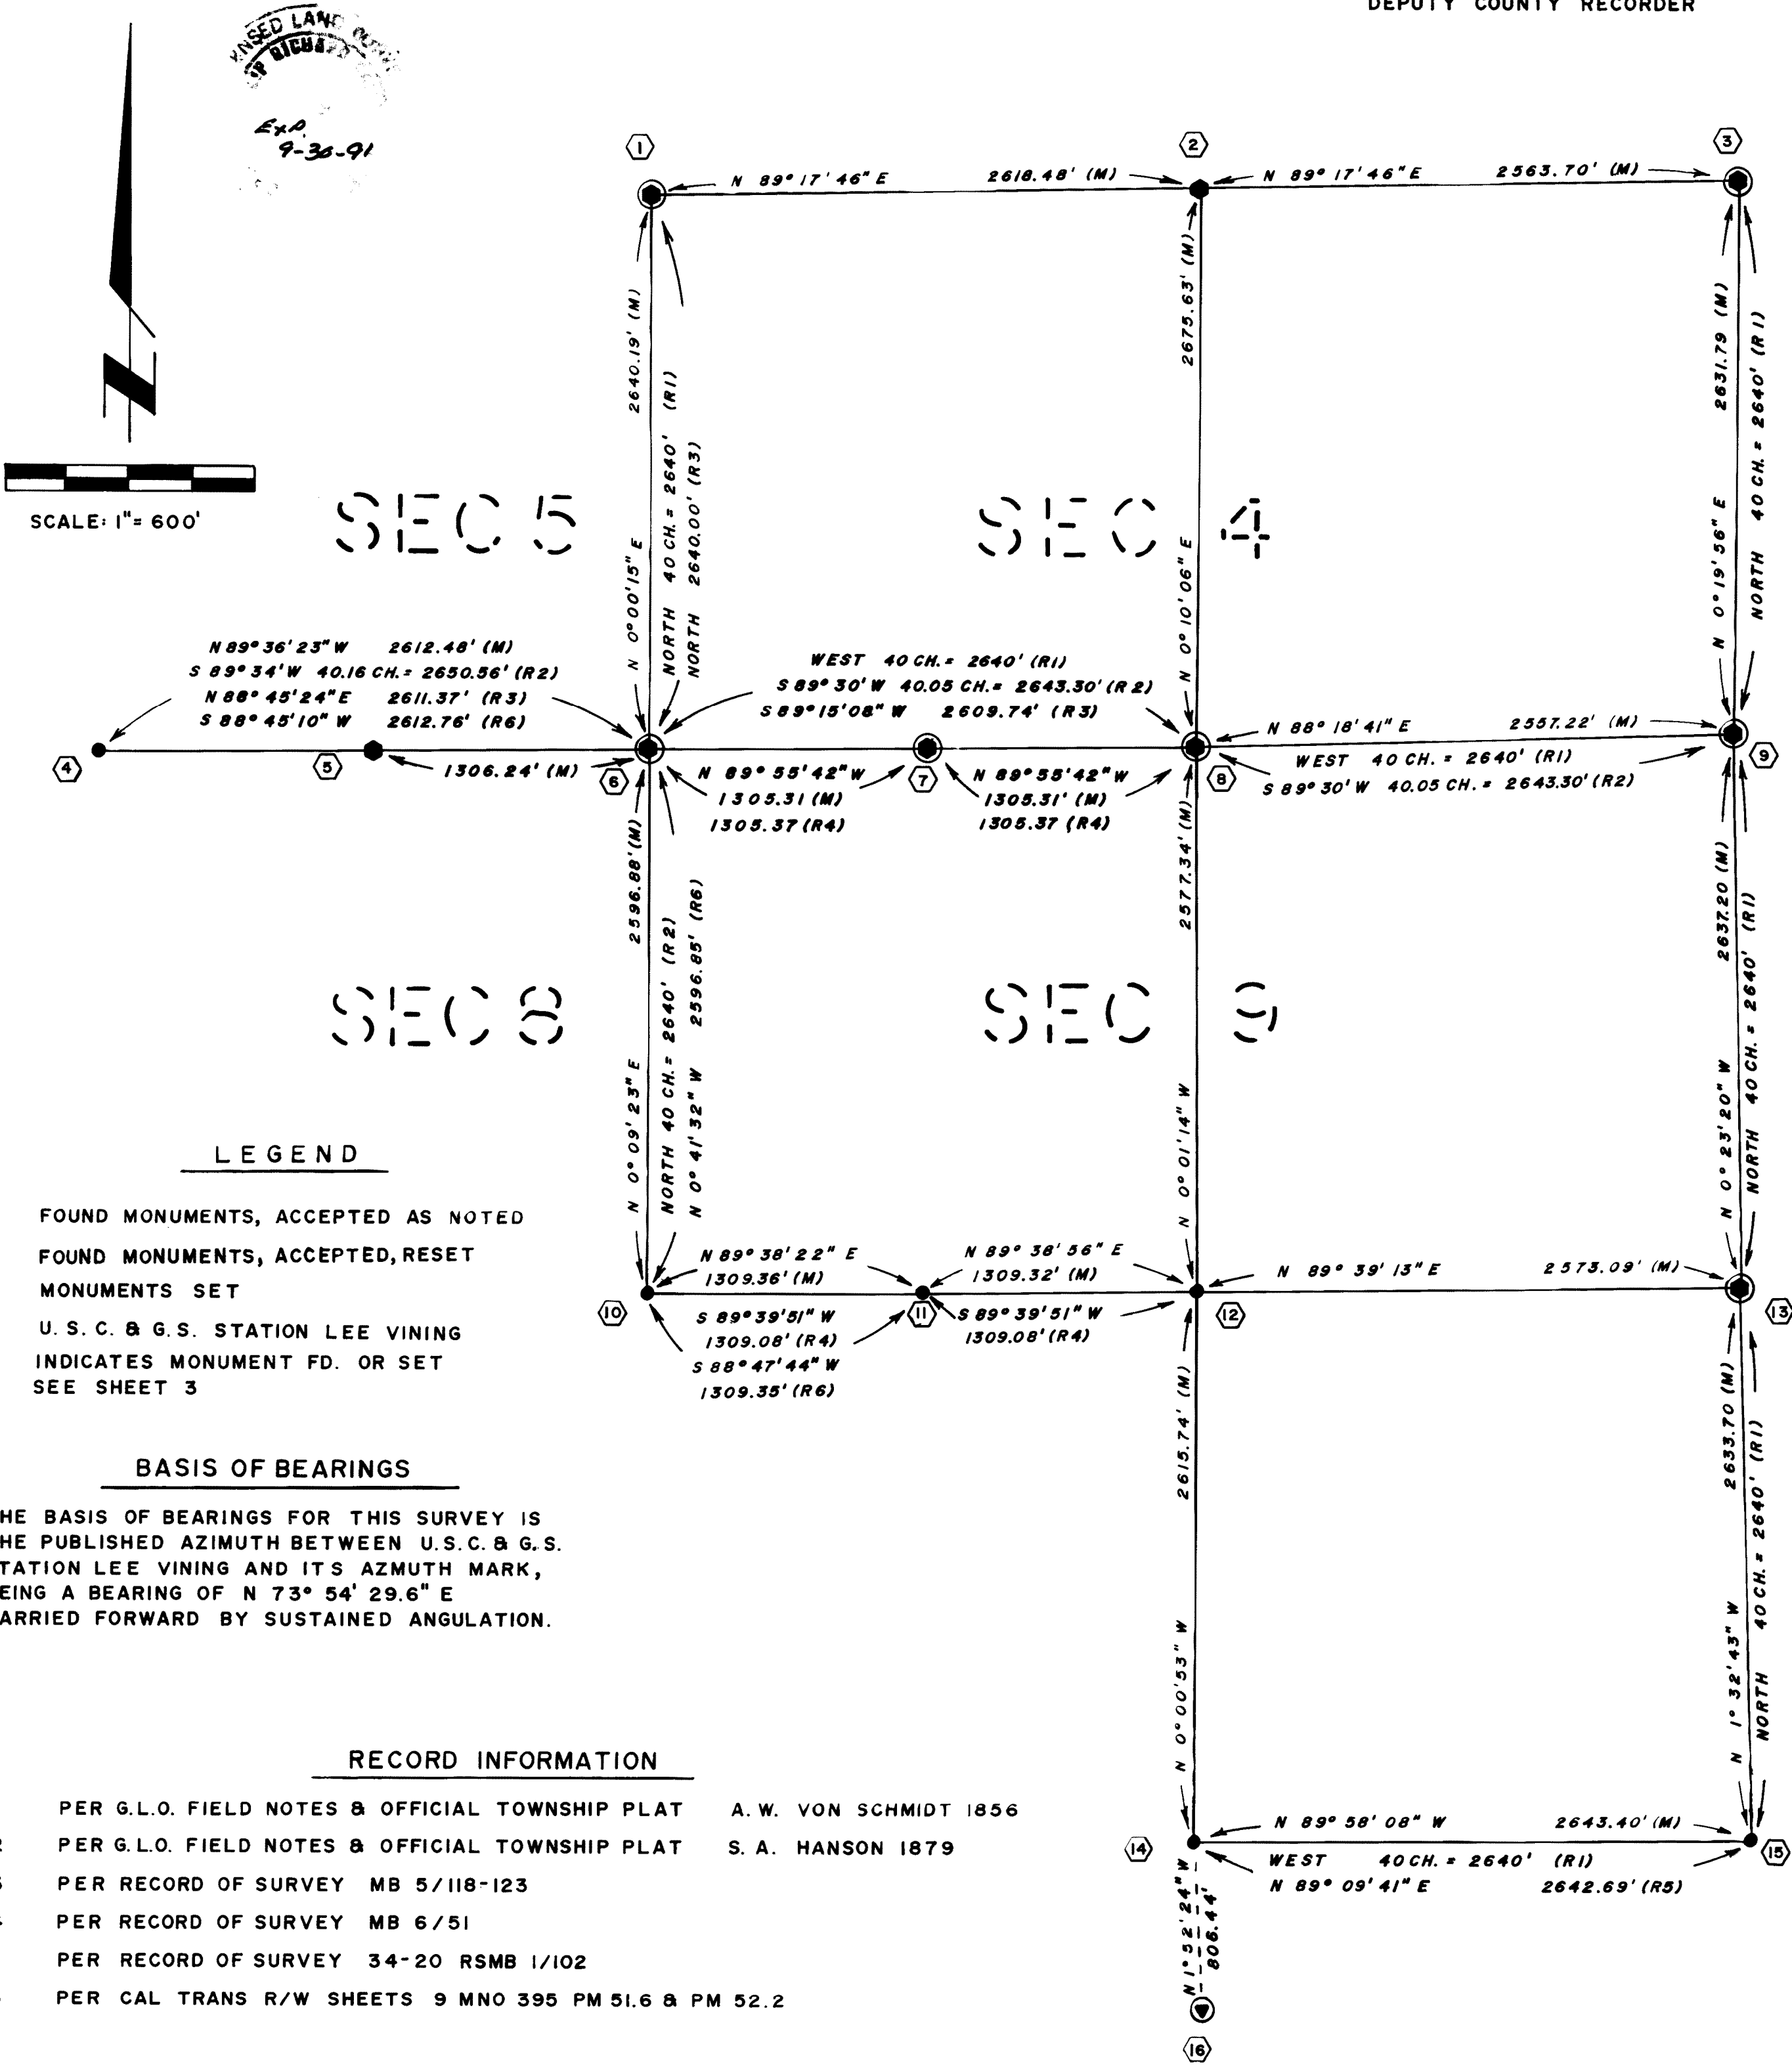 DEPUTY COUNTY RECORDER
NSED LAND
RICHARD
Exp.
9-30-91
1
2
3
N 89° 17' 46" E 2618.48' (M)
N 89° 17' 46" E 2563.70' (M)
2640.19' (M)
N 0° 00' 15" E
NORTH 40 CH. = 2640' (R1)
NORTH 2640.00' (R3)
2675.63' (M)
N 0° 10' 06" E
2631.79 (M)
N 0° 19' 56" E
NORTH 40 CH. = 2640' (R1)
SCALE: 1" = 600'
SEC 5
SEC 4
N 89° 36' 23" W 2612.48' (M)
S 89° 34' W 40.16 CH. = 2650.56' (R2)
N 88° 45' 24" E 2611.37' (R3)
S 88° 45' 10" W 2612.76' (R6)
WEST 40 CH. = 2640' (R1)
S 89° 30' W 40.05 CH. = 2643.30' (R2)
S 89° 15' 08" W 2609.74' (R3)
N 88° 18' 41" E 2557.22' (M)
WEST 40 CH. = 2640' (R1)
S 89° 30' W 40.05 CH. = 2643.30' (R2)
4
5
6
7
8
9
1306.24' (M)
N 89° 55' 42" W
1305.31 (M)
1305.37 (R4)
N 89° 55' 42" W
1305.31' (M)
1305.37 (R4)
2596.88' (M)
N 0° 09' 23" E
NORTH 40 CH. = 2640' (R2)
N 0° 41' 32" W 2596.85' (R6)
2577.34' (M)
N 0° 01' 14" W
2637.20 (M)
N 0° 23' 20" W
NORTH 40 CH. = 2640' (R1)
SEC 8
SEC 9
N 89° 38' 22" E
1309.36' (M)
N 89° 38' 56" E
1309.32' (M)
N 89° 39' 13" E 2573.09' (M)
10
11
12
13
S 89° 39' 51" W
1309.08' (R4)
S 88° 47' 44" W
1309.35' (R6)
S 89° 39' 51" W
1309.08' (R4)
LEGEND
FOUND MONUMENTS, ACCEPTED AS NOTED
FOUND MONUMENTS, ACCEPTED, RESET
MONUMENTS SET
U.S.C. & G.S. STATION LEE VINING
INDICATES MONUMENT FD. OR SET
SEE SHEET 3
2615.74' (M)
N 0° 00' 53" W
2633.70 (M)
N 1° 32' 43" W
NORTH 40 CH. = 2640' (R1)
BASIS OF BEARINGS
HE BASIS OF BEARINGS FOR THIS SURVEY IS
HE PUBLISHED AZIMUTH BETWEEN U.S.C. & G.S.
TATION LEE VINING AND ITS AZMUTH MARK,
EING A BEARING OF N 73° 54' 29.6" E
ARRIED FORWARD BY SUSTAINED ANGULATION.
14
15
N 89° 58' 08" W 2643.40' (M)
WEST 40 CH. = 2640' (R1)
N 89° 09' 41" E 2642.69' (R5)
N 1° 52' 24" W
806.44'
16
RECORD INFORMATION
PER G.L.O. FIELD NOTES & OFFICIAL TOWNSHIP PLAT A.W. VON SCHMIDT 1856
PER G.L.O. FIELD NOTES & OFFICIAL TOWNSHIP PLAT S.A. HANSON 1879
PER RECORD OF SURVEY MB 5/118-123
PER RECORD OF SURVEY MB 6/51
PER RECORD OF SURVEY 34-20 RSMB 1/102
PER CAL TRANS R/W SHEETS 9 MNO 395 PM 51.6 & PM 52.2